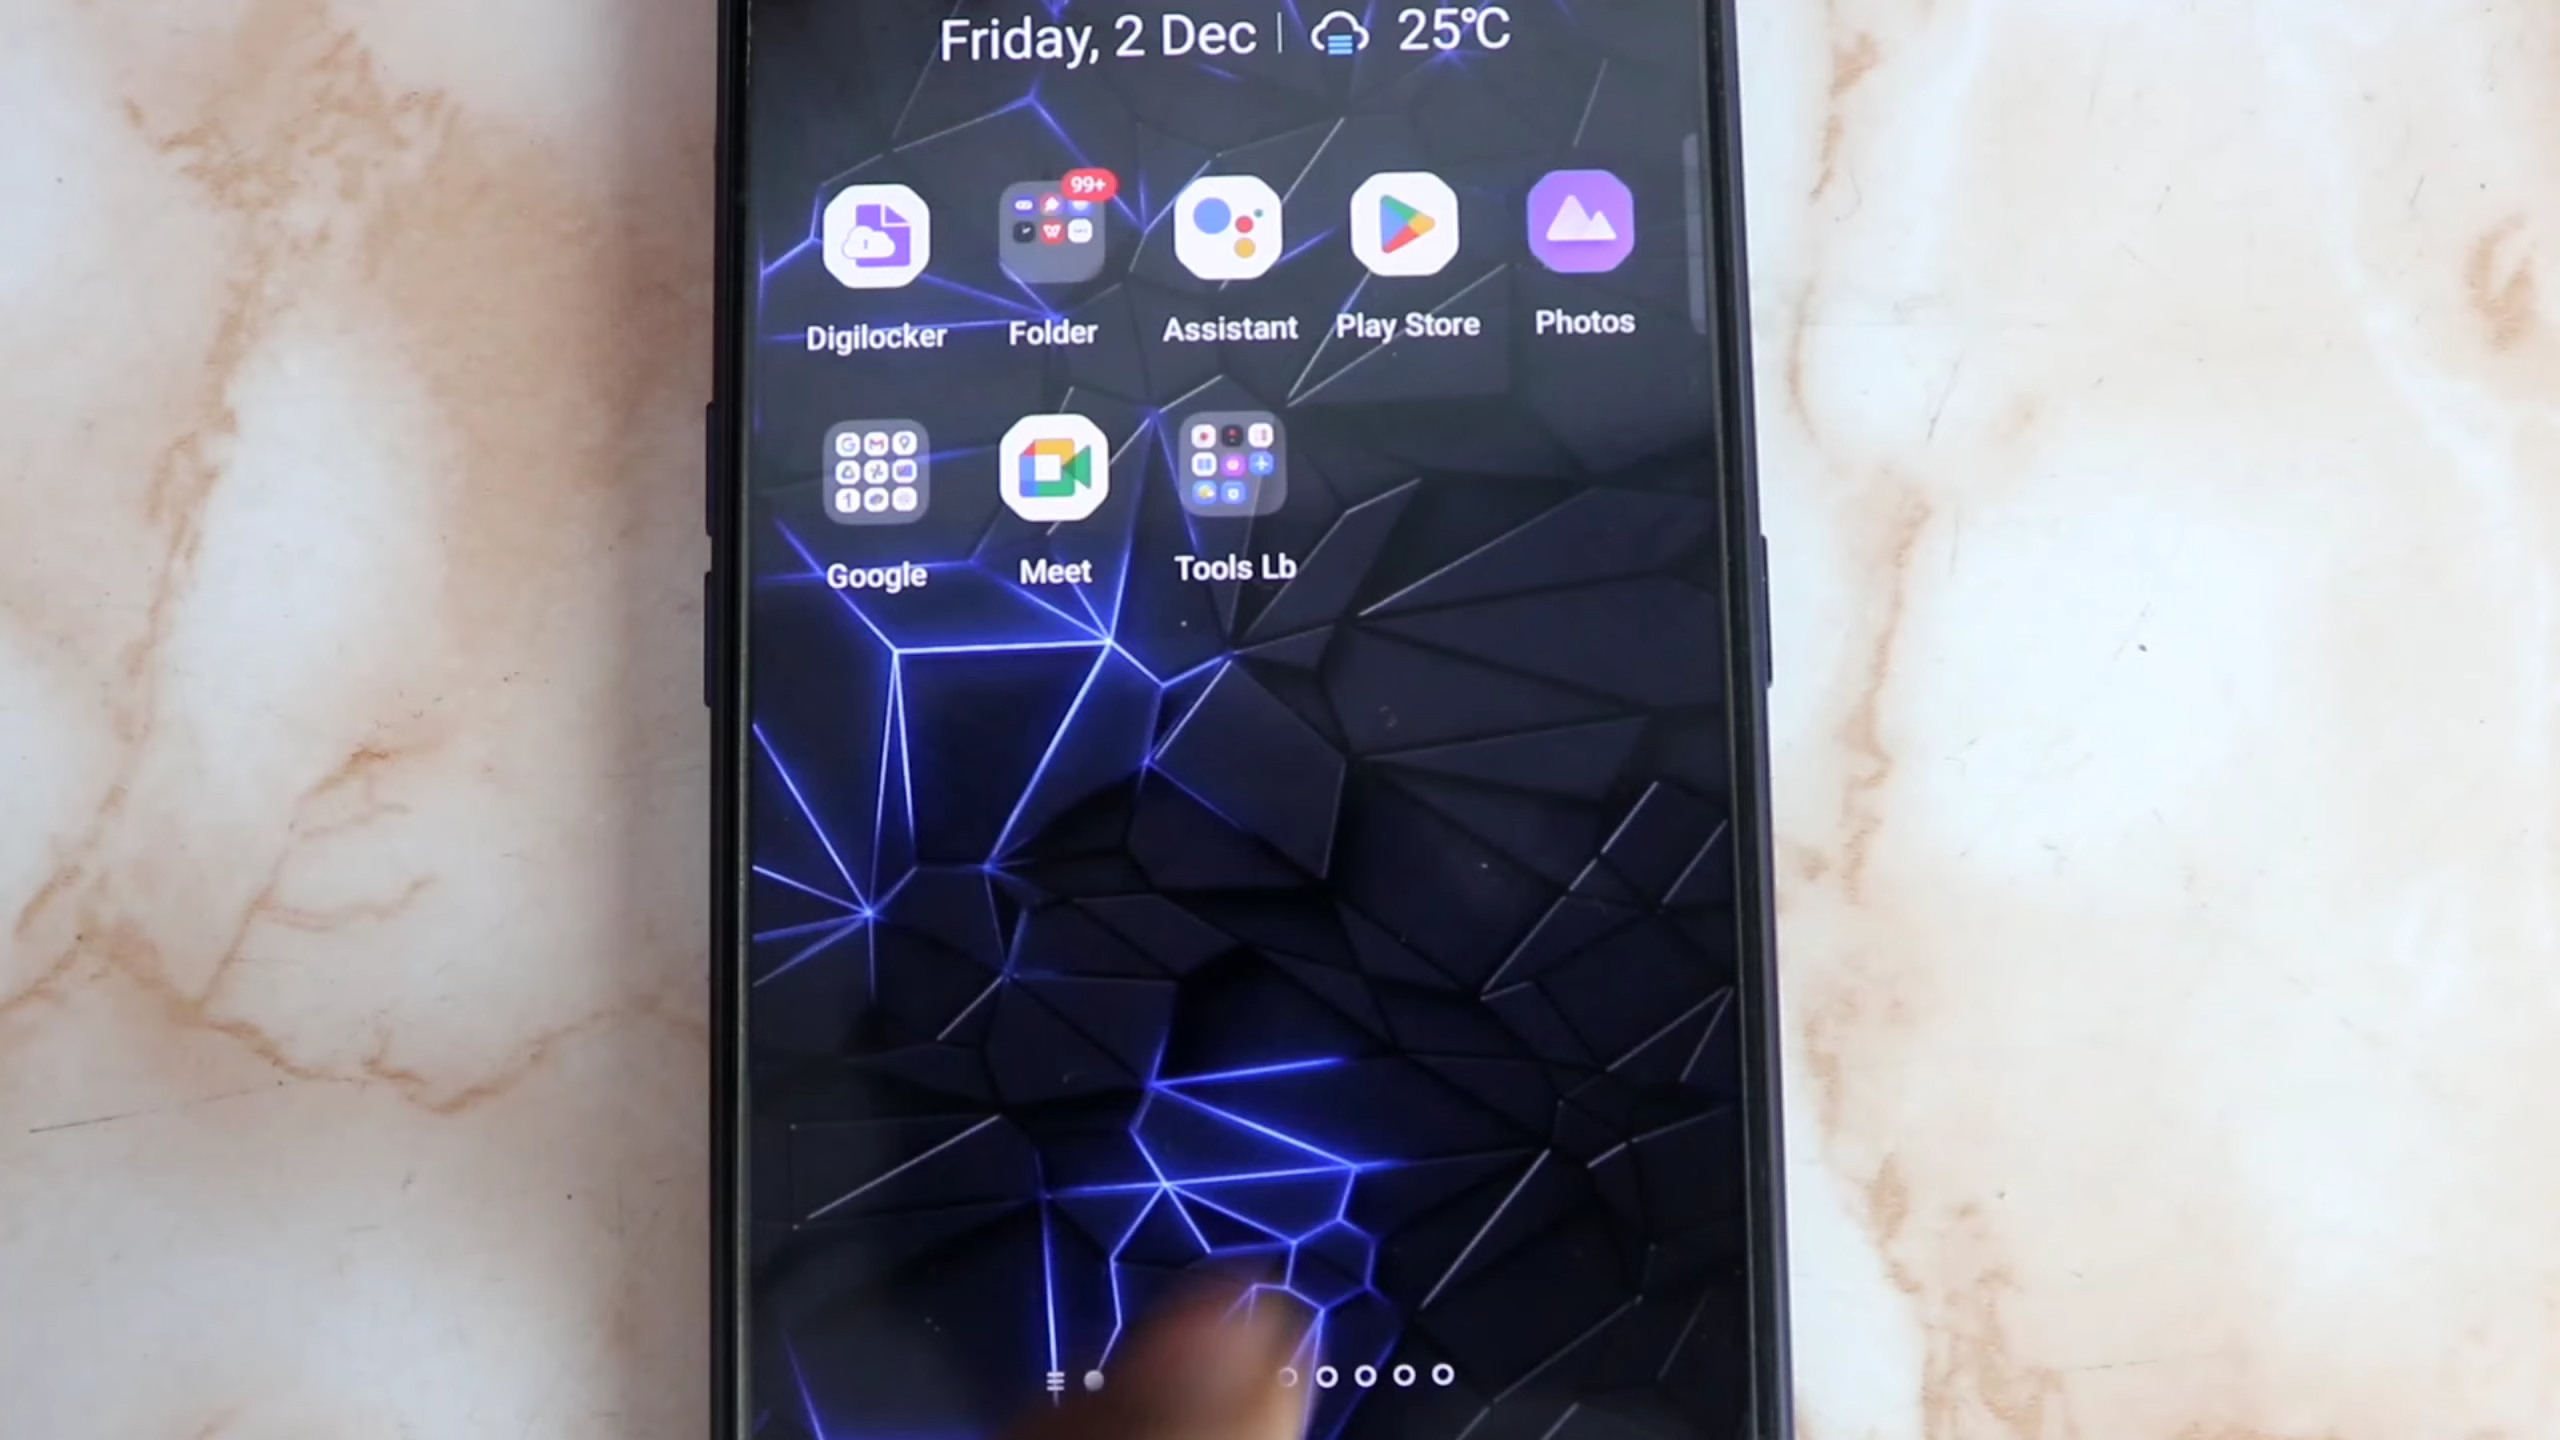 Friday, 2 Dec | 25°C
99+
Digilocker Folder Assistant Play Store Photos
Google Meet Tools Lb